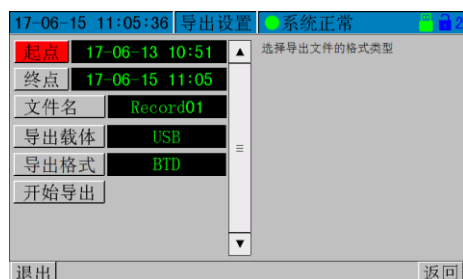 17-06-15 11:05:36 导出设置 系统正常 2
起点 17-06-13 10:51
选择导出文件的格式类型
终点 17-06-15 11:05
文件名 Record01
导出载体 USB
导出格式 BTD
开始导出
退出 返回